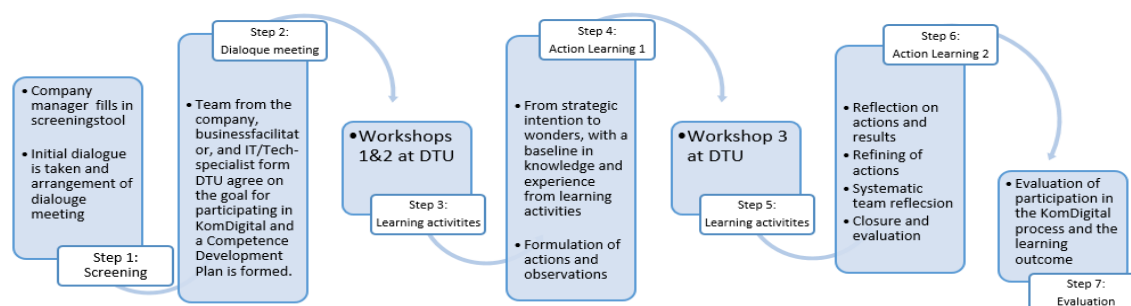 • Company
manager fills in
screeningstool
• Initial dialogue
is taken and
arrangement of
dialouge
meeting
Step 1:
Screening
Step 2:
Dialoque meeting
• Team from the
company,
businessfacilitat
or, and IT/Tech-
specialist form
DTU agree on
the goal for
participating in
KomDigital and
a Competence
Development
Plan is formed.
• Workshops
1&2 at DTU
Step 3:
Learning activitites
Step 4:
Action Learning 1
• From strategic
intention to
wonders, with a
baseline in
knowledge and
experience
from learning
activities
• Formulation of
actions and
observations
• Workshop 3
at DTU
Step 5:
Learning activitites
Step 6:
Action Learning 2
• Reflection on
actions and
results
• Refining of
actions
• Systematic
team reflecsion
• Closure and
evaluation
• Evaluation of
participation in
the KomDigital
process and the
learning
outcome
Step 7:
Evaluation